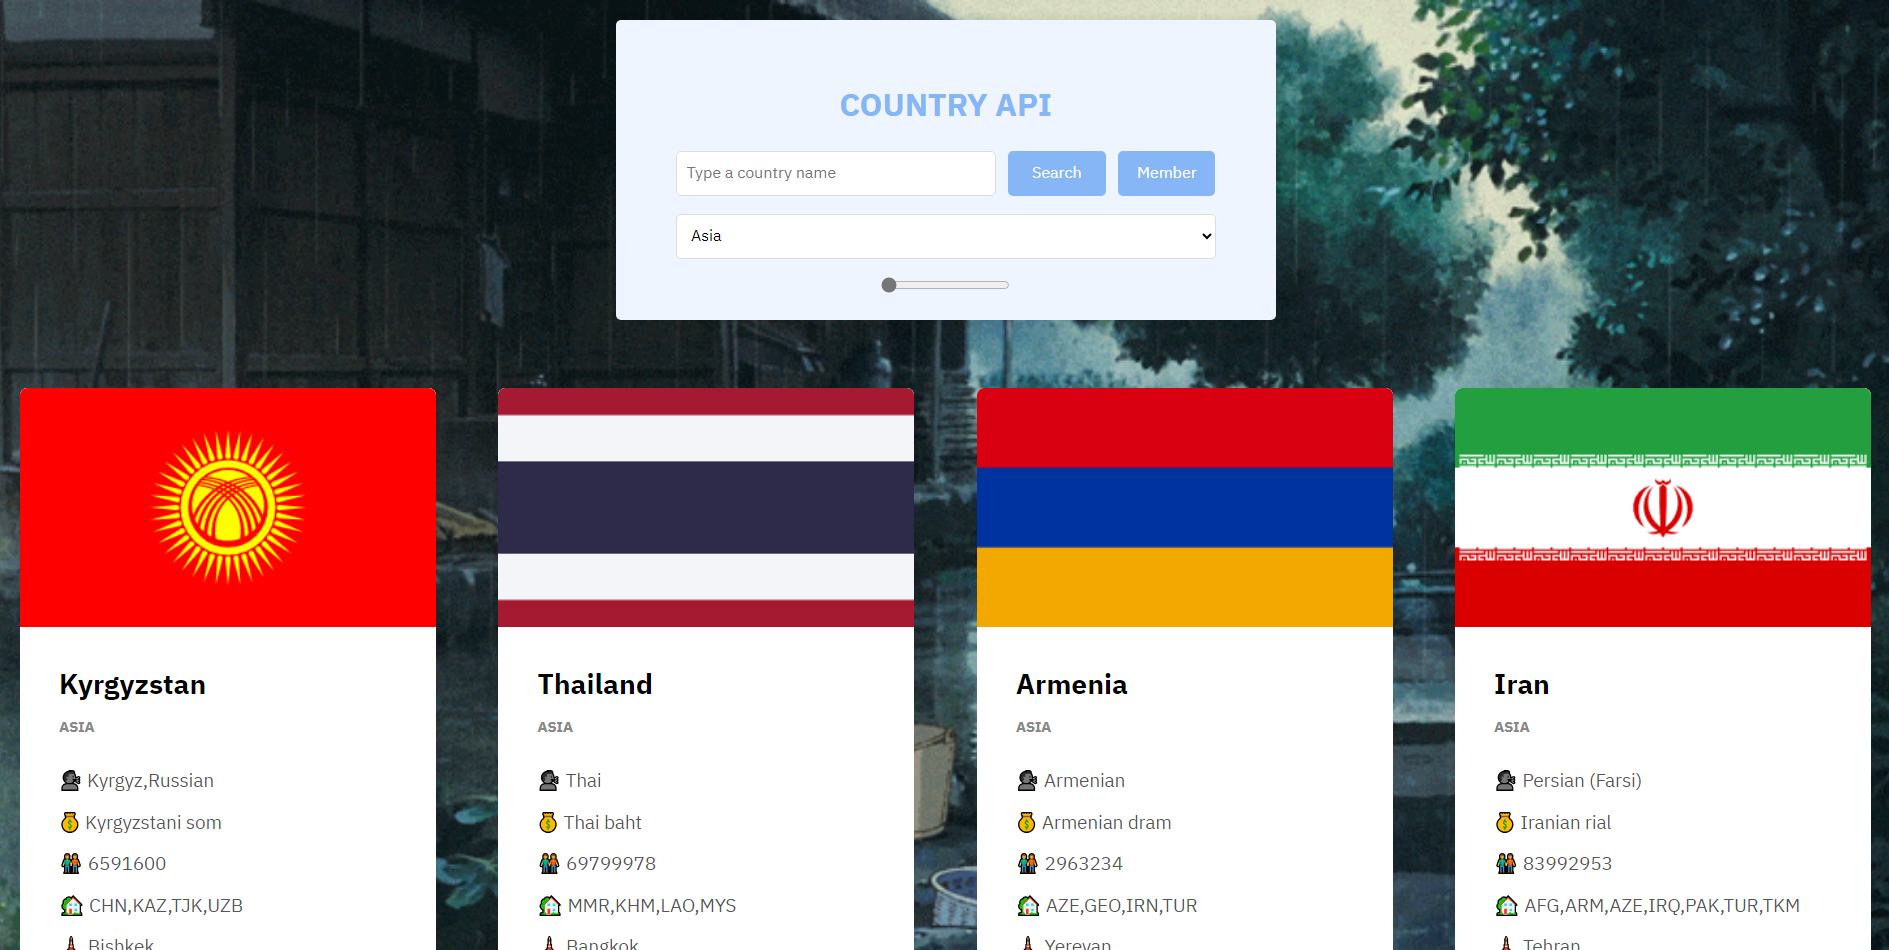 COUNTRY API
Type a country name
Search
Member
Asia
Kyrgyzstan
ASIA
Kyrgyz,Russian
Kyrgyzstani som
6591600
CHN,KAZ,TJK,UZB
Bishkek
Thailand
ASIA
Thai
Thai baht
69799978
MMR,KHM,LAO,MYS
Bangkok
Armenia
ASIA
Armenian
Armenian dram
2963234
AZE,GEO,IRN,TUR
Yerevan
Iran
ASIA
Persian (Farsi)
Iranian rial
83992953
AFG,ARM,AZE,IRQ,PAK,TUR,TKM
Tehran